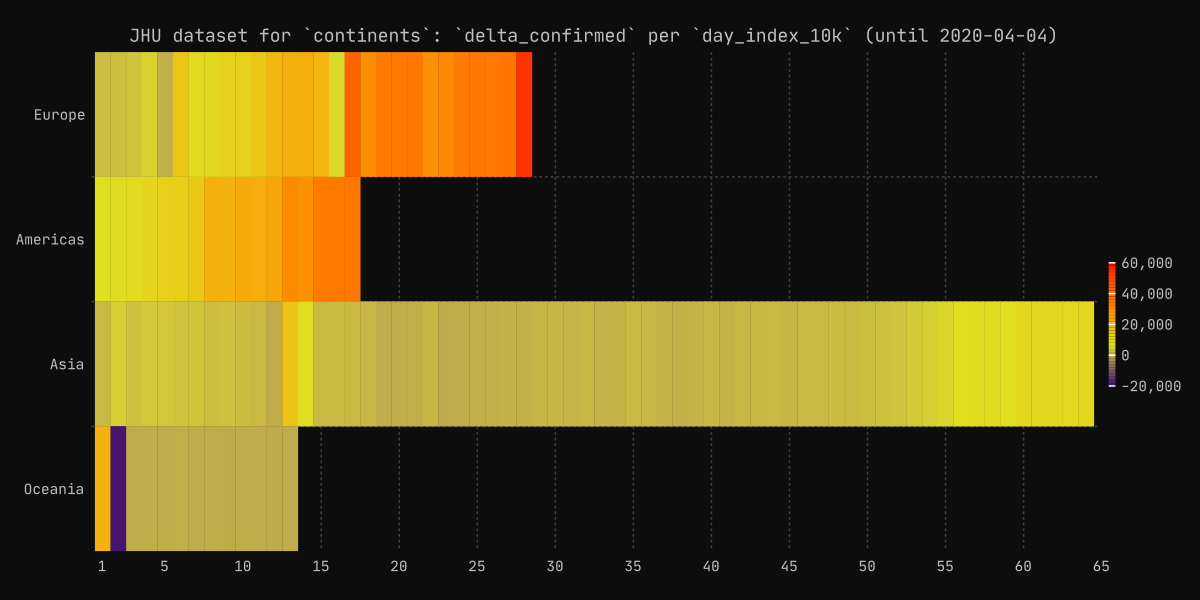 JHU dataset for `continents`: `delta_confirmed` per `day_index_10k` (until 2020-04-04)
Europe
Americas
Asia
Oceania
60,000
40,000
20,000
0
-20,000
1 5 10 15 20 25 30 35 40 45 50 55 60 65